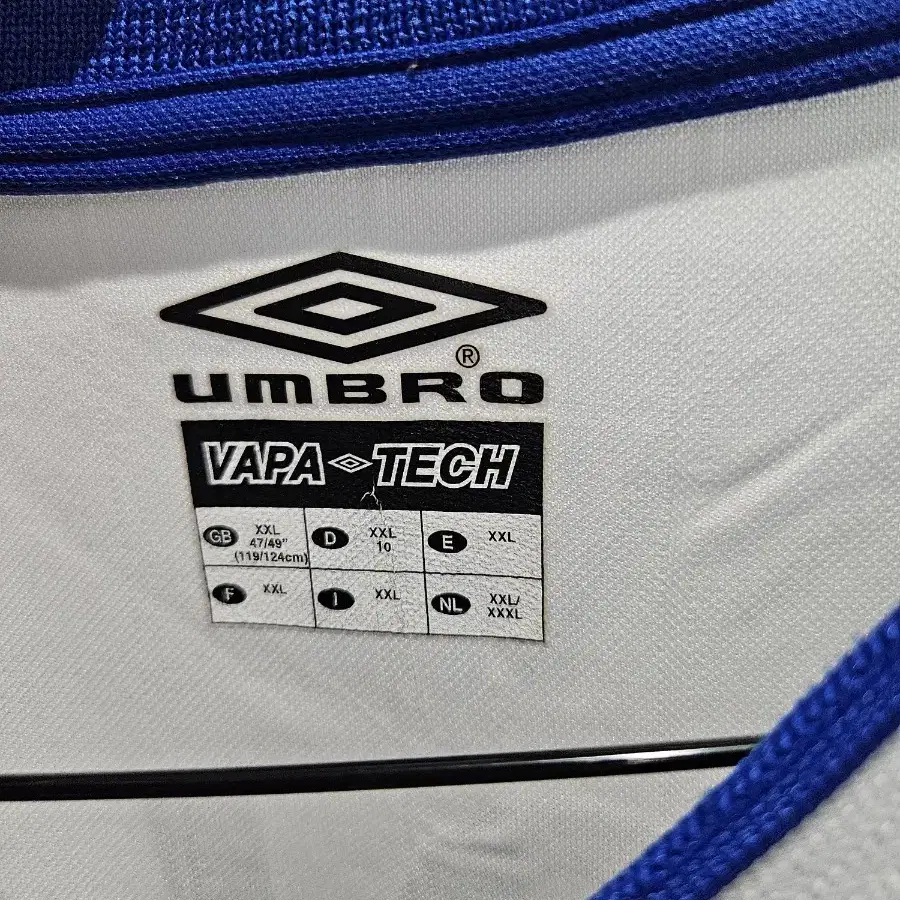 UMBRO®
VAPA TECH
GB XXL
47/49"
(119/124cm)
D XXL
10
E XXL
F XXL
I XXL
NL XXL/
XXXL